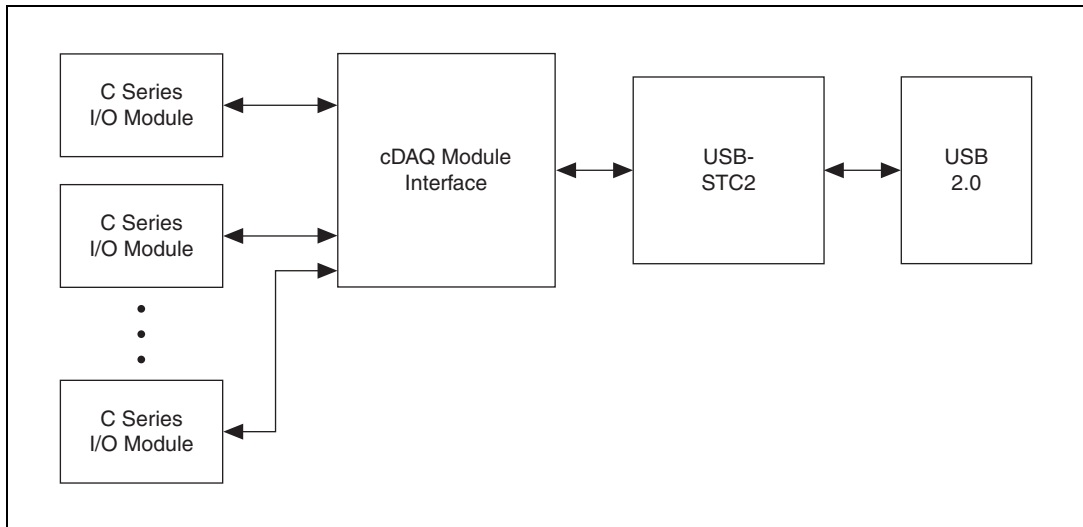 C Series
I/O Module
cDAQ Module
Interface
USB-
STC2
USB
2.0
C Series
I/O Module
C Series
I/O Module